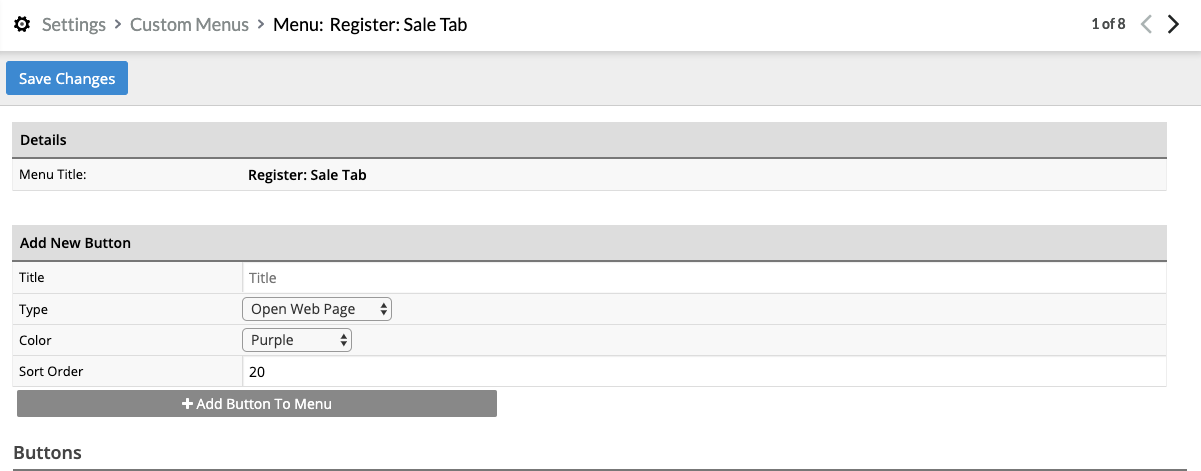 Settings > Custom Menus > Menu: Register: Sale Tab
1 of 8
Save Changes
Details
Menu Title: Register: Sale Tab
Add New Button
Title Title
Type Open Web Page
Color Purple
Sort Order 20
+ Add Button To Menu
Buttons